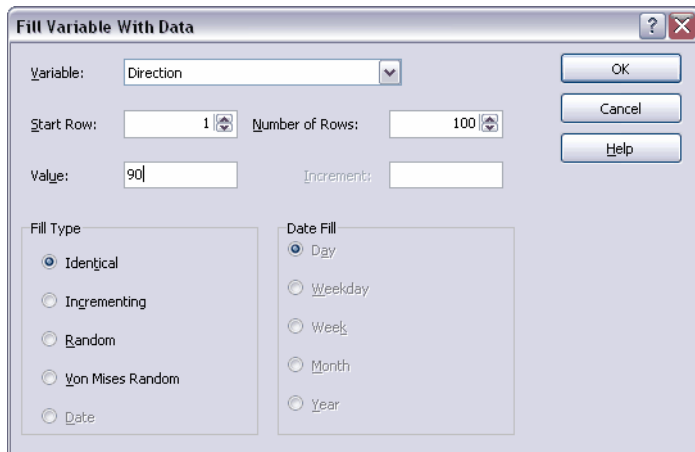 Fill Variable With Data
?
Variable: Direction
OK
Start Row: 1 Number of Rows: 100
Cancel
Value: 90 Increment:
Help
Fill Type
Identical
Incrementing
Random
Von Mises Random
Date
Date Fill
Day
Weekday
Week
Month
Year